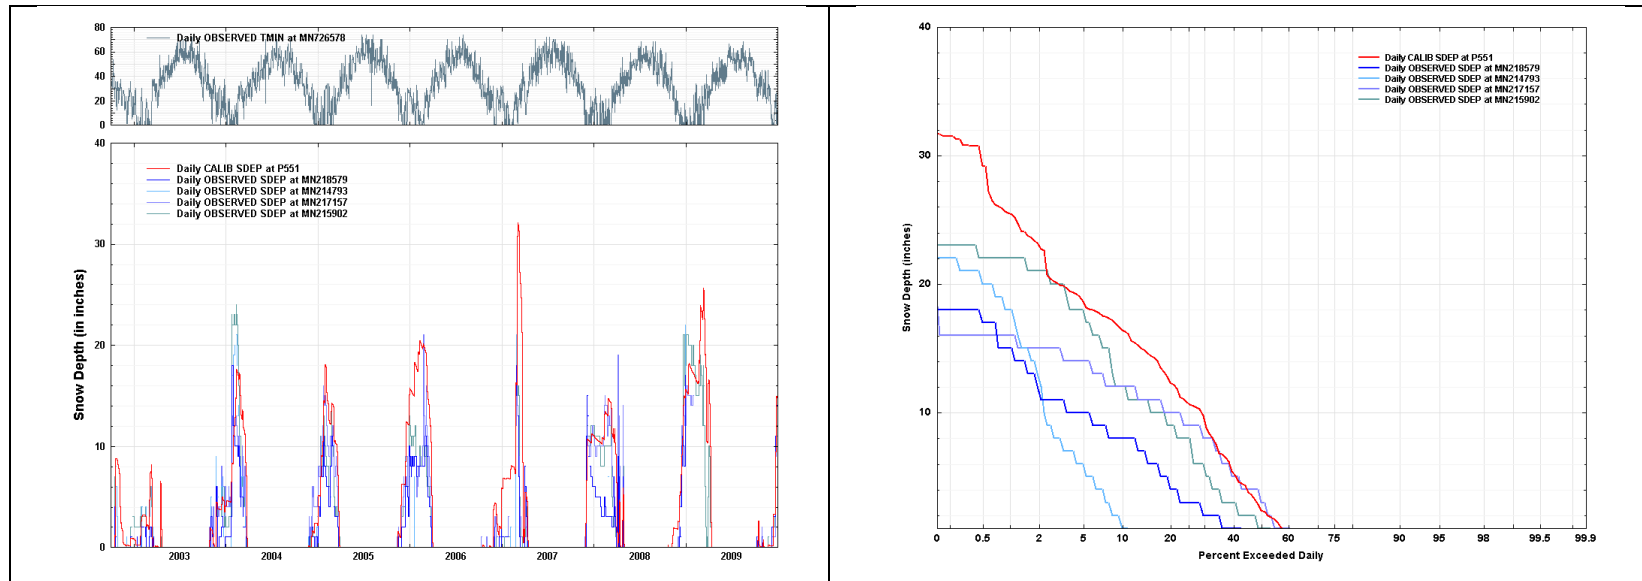 80
60
40
20
0
Daily OBSERVED TMIN at MN726578
40
30
20
10
0
Snow Depth (in inches)
Daily CALIB SDEP at P551
Daily OBSERVED SDEP at MN218579
Daily OBSERVED SDEP at MN214793
Daily OBSERVED SDEP at MN217157
Daily OBSERVED SDEP at MN215902
2003 2004 2005 2006 2007 2008 2009
40
30
20
10
Snow Depth (inches)
Daily CALIB SDEP at P551
Daily OBSERVED SDEP at MN218579
Daily OBSERVED SDEP at MN214793
Daily OBSERVED SDEP at MN217157
Daily OBSERVED SDEP at MN215902
0 0.5 2 5 10 20 40 60 75 90 95 98 99.5 99.9
Percent Exceeded Daily